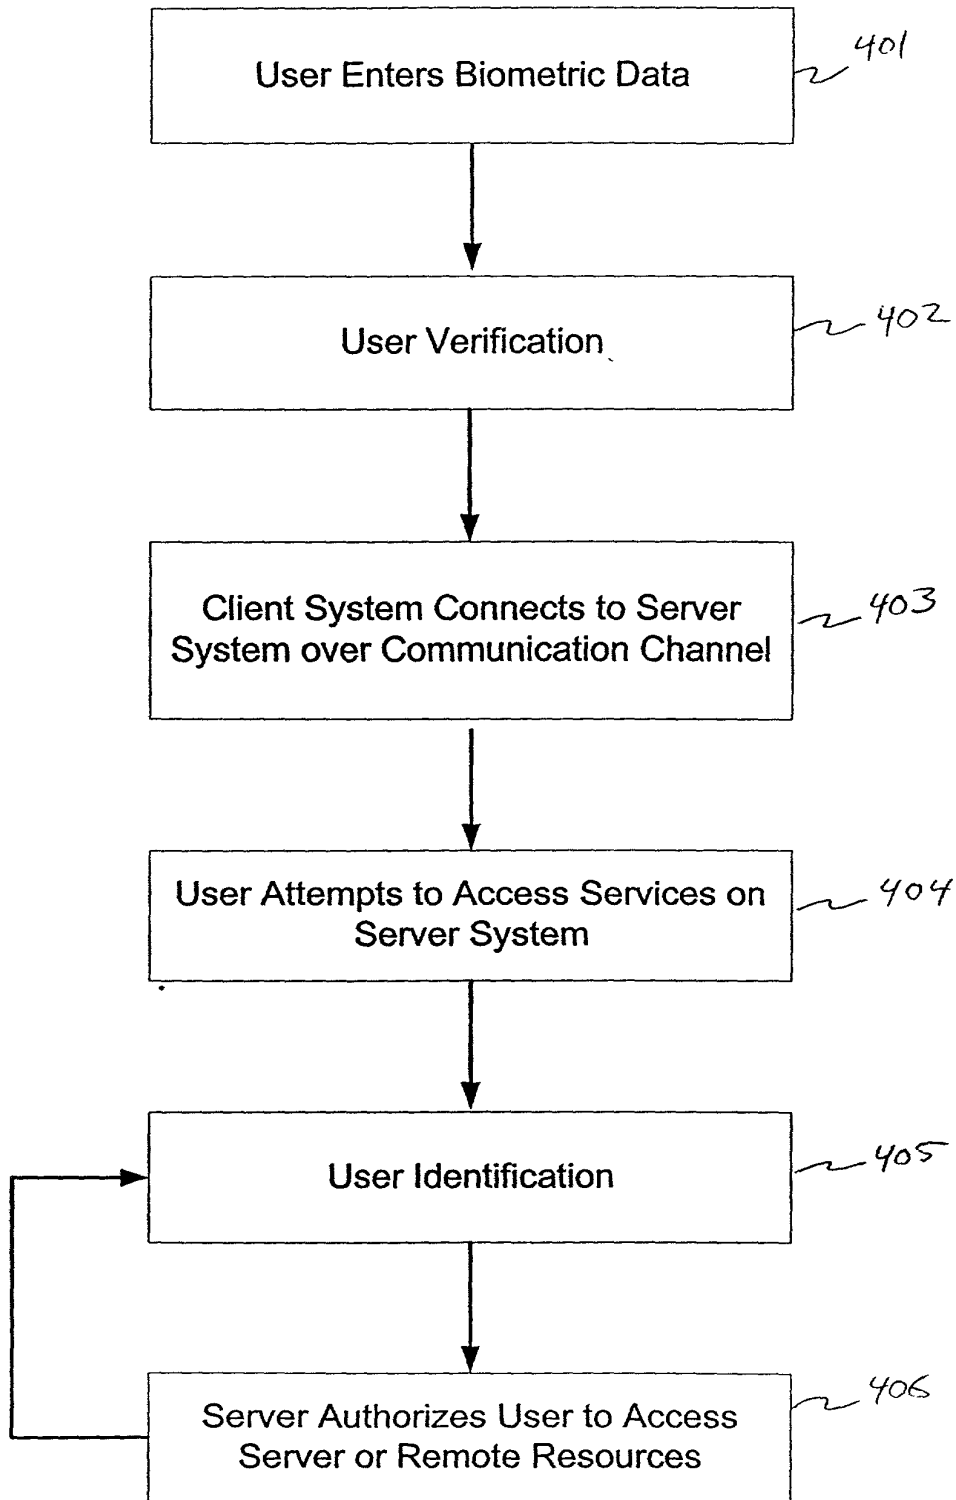 User Enters Biometric Data
401
User Verification
402
Client System Connects to Server
System over Communication Channel
403
User Attempts to Access Services on
Server System
404
User Identification
405
Server Authorizes User to Access
Server or Remote Resources
406